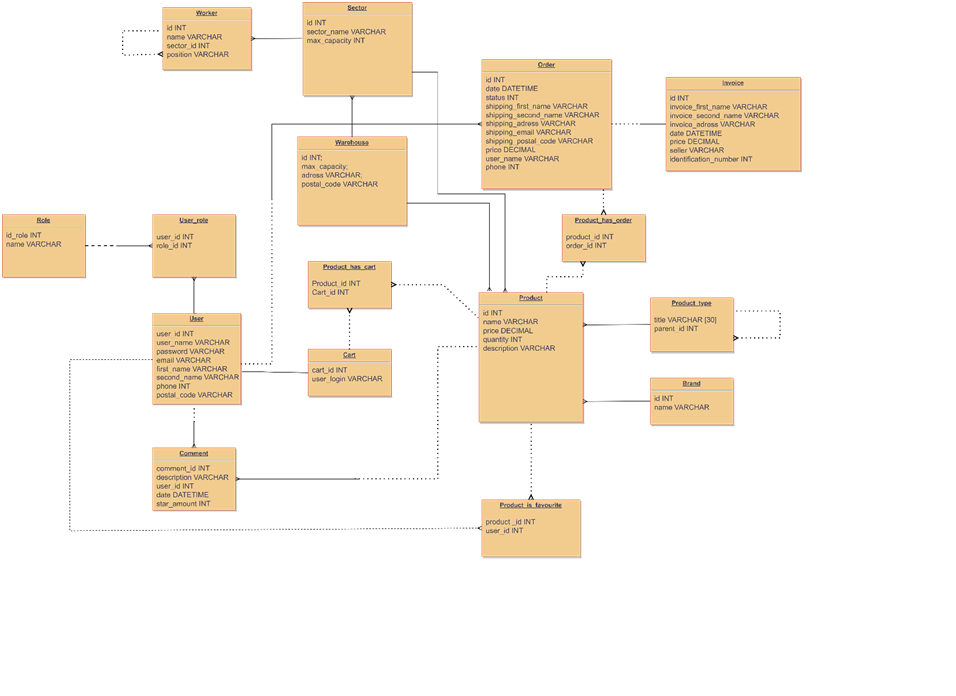 Worker
id INT
name VARCHAR
sector_id INT
position VARCHAR
Sector
id INT
sector_name VARCHAR
max_capacity INT
Order
id INT
date DATETIME
status INT
shipping_first_name VARCHAR
shipping_second_name VARCHAR
shipping_adress VARCHAR
shipping_email VARCHAR
shipping_postal_code VARCHAR
price DECIMAL
user_name VARCHAR
phone INT
Invoice
id INT
invoice_first_name VARCHAR
invoice_second_name VARCHAR
invoice_adress VARCHAR
date DATETIME
price DECIMAL
seller VARCHAR
identification_number INT
Warehouse
id INT;
max_capacity;
adress VARCHAR;
postal_code VARCHAR
Role
id_role INT
name VARCHAR
User_role
user_id INT
role_id INT
Product_has_order
product_id INT
order_id INT
Product_has_cart
Product_id INT
Cart_id INT
Product
id INT
name VARCHAR
price DECIMAL
quantity INT
description VARCHAR
Product_type
title VARCHAR [30]
parent_id INT
User
user_id INT
user_name VARCHAR
password VARCHAR
email VARCHAR
first_name VARCHAR
second_name VARCHAR
phone INT
postal_code VARCHAR
Cart
cart_id INT
user_login VARCHAR
Brand
id INT
name VARCHAR
Comment
comment_id INT
description VARCHAR
user_id INT
date DATETIME
star_amount INT
Product_is_favourite
product_id INT
user_id INT